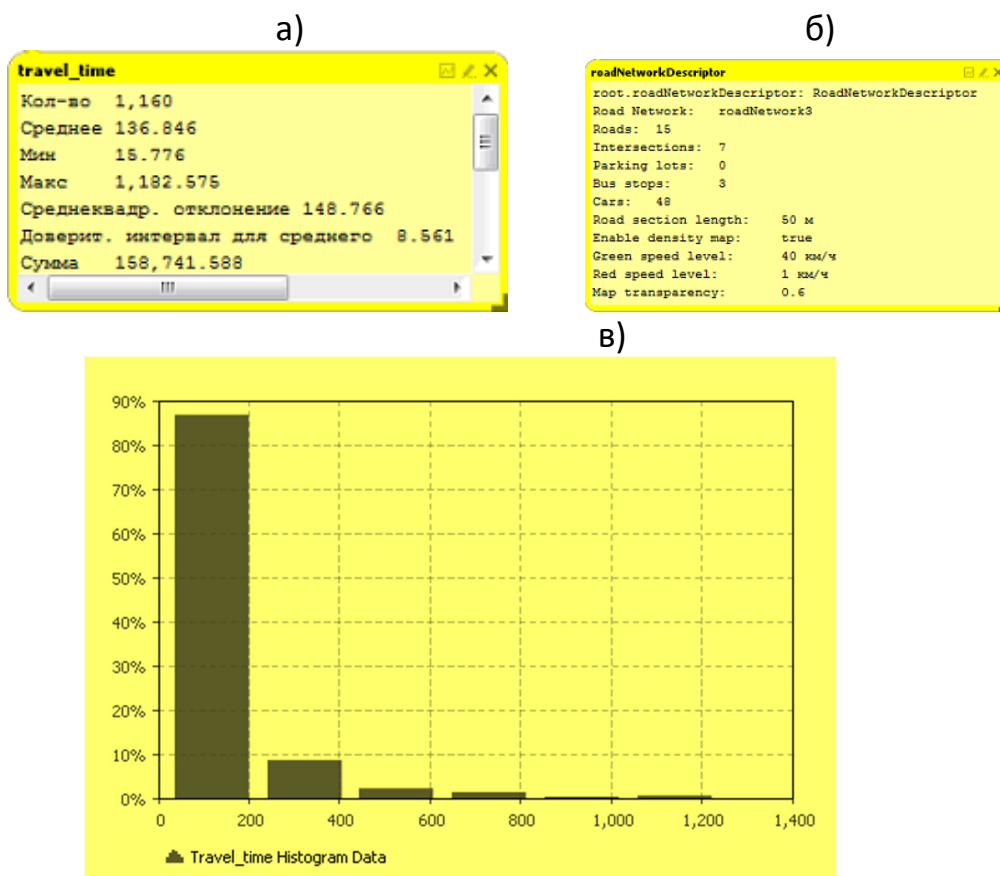 а)
travel_time
Кол-во 1,160
Среднее 136.846
Мин 15.776
Макс 1,182.575
Среднеквадр. отклонение 148.766
Доверит. интервал для среднего 8.561
Сумма 158,741.588
б)
roadNetworkDescriptor
root.roadNetworkDescriptor: RoadNetworkDescriptor
Road Network: roadNetwork3
Roads: 15
Intersections: 7
Parking lots: 0
Bus stops: 3
Cars: 48
Road section length: 50 м
Enable density map: true
Green speed level: 40 км/ч
Red speed level: 1 км/ч
Map transparency: 0.6
в)
90%
80%
70%
60%
50%
40%
30%
20%
10%
0%
0 200 400 600 800 1,000 1,200 1,400
Travel_time Histogram Data